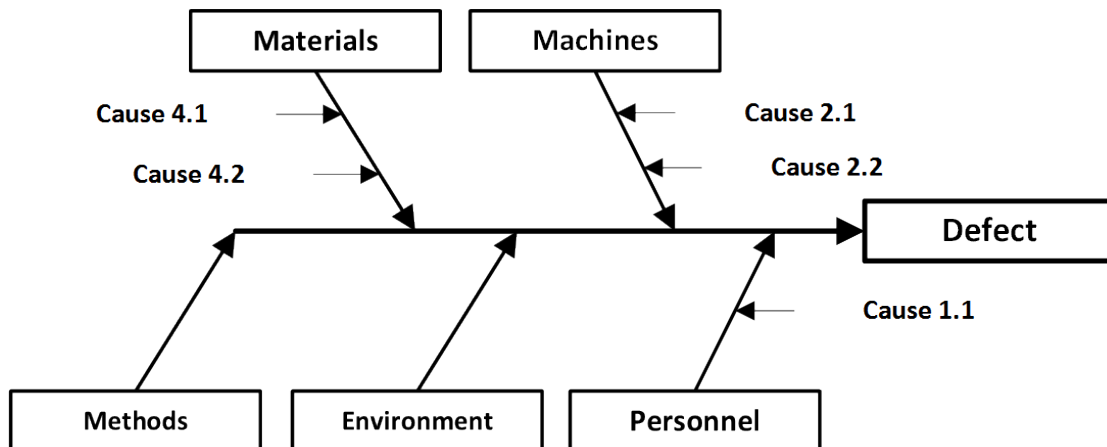 Materials
Machines
Cause 4.1
Cause 2.1
Cause 4.2
Cause 2.2
Defect
Cause 1.1
Methods
Environment
Personnel